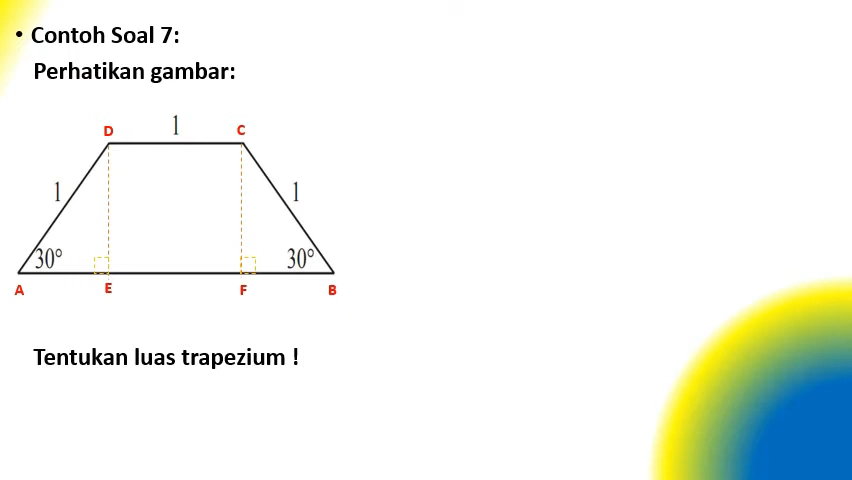 • Contoh Soal 7:
Perhatikan gambar:
1
D
C
1
1
30°
30°
A
E
F
B
Tentukan luas trapezium !